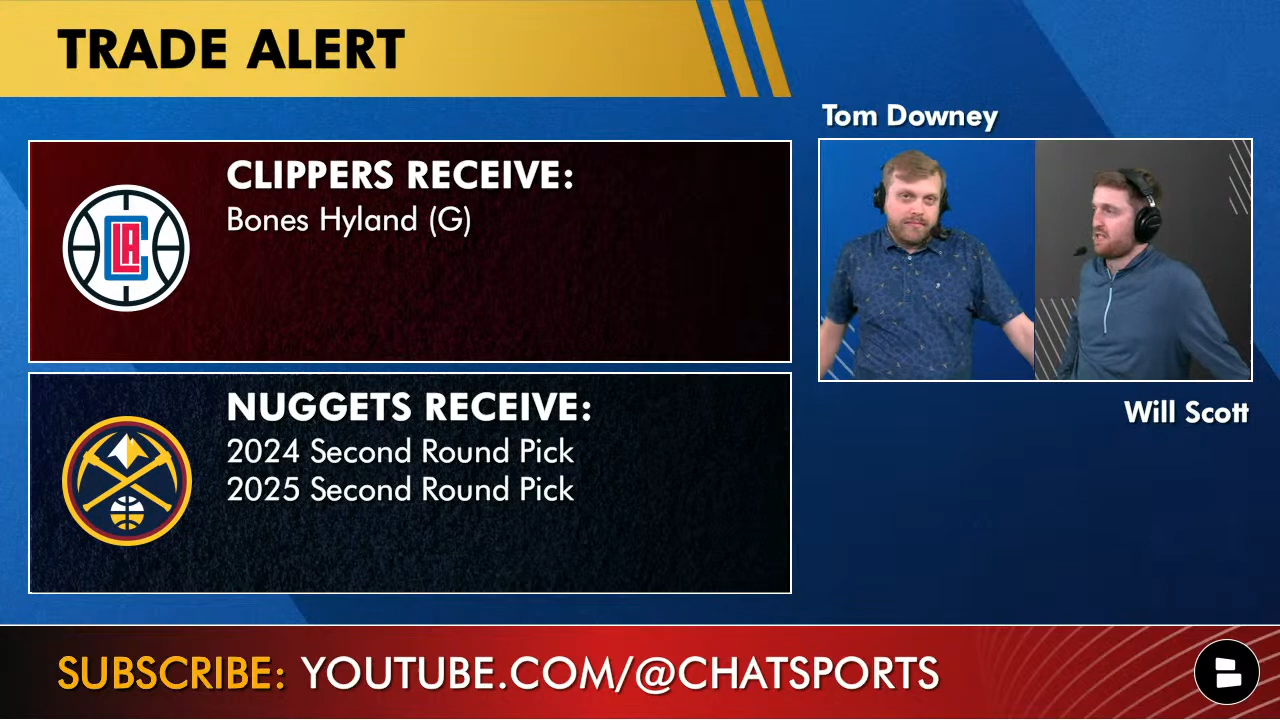 TRADE ALERT
Tom Downey
CLIPPERS RECEIVE:
Bones Hyland (G)
LA
Will Scott
NUGGETS RECEIVE:
2024 Second Round Pick
2025 Second Round Pick
SUBSCRIBE: YOUTUBE.COM/@CHATSPORTS